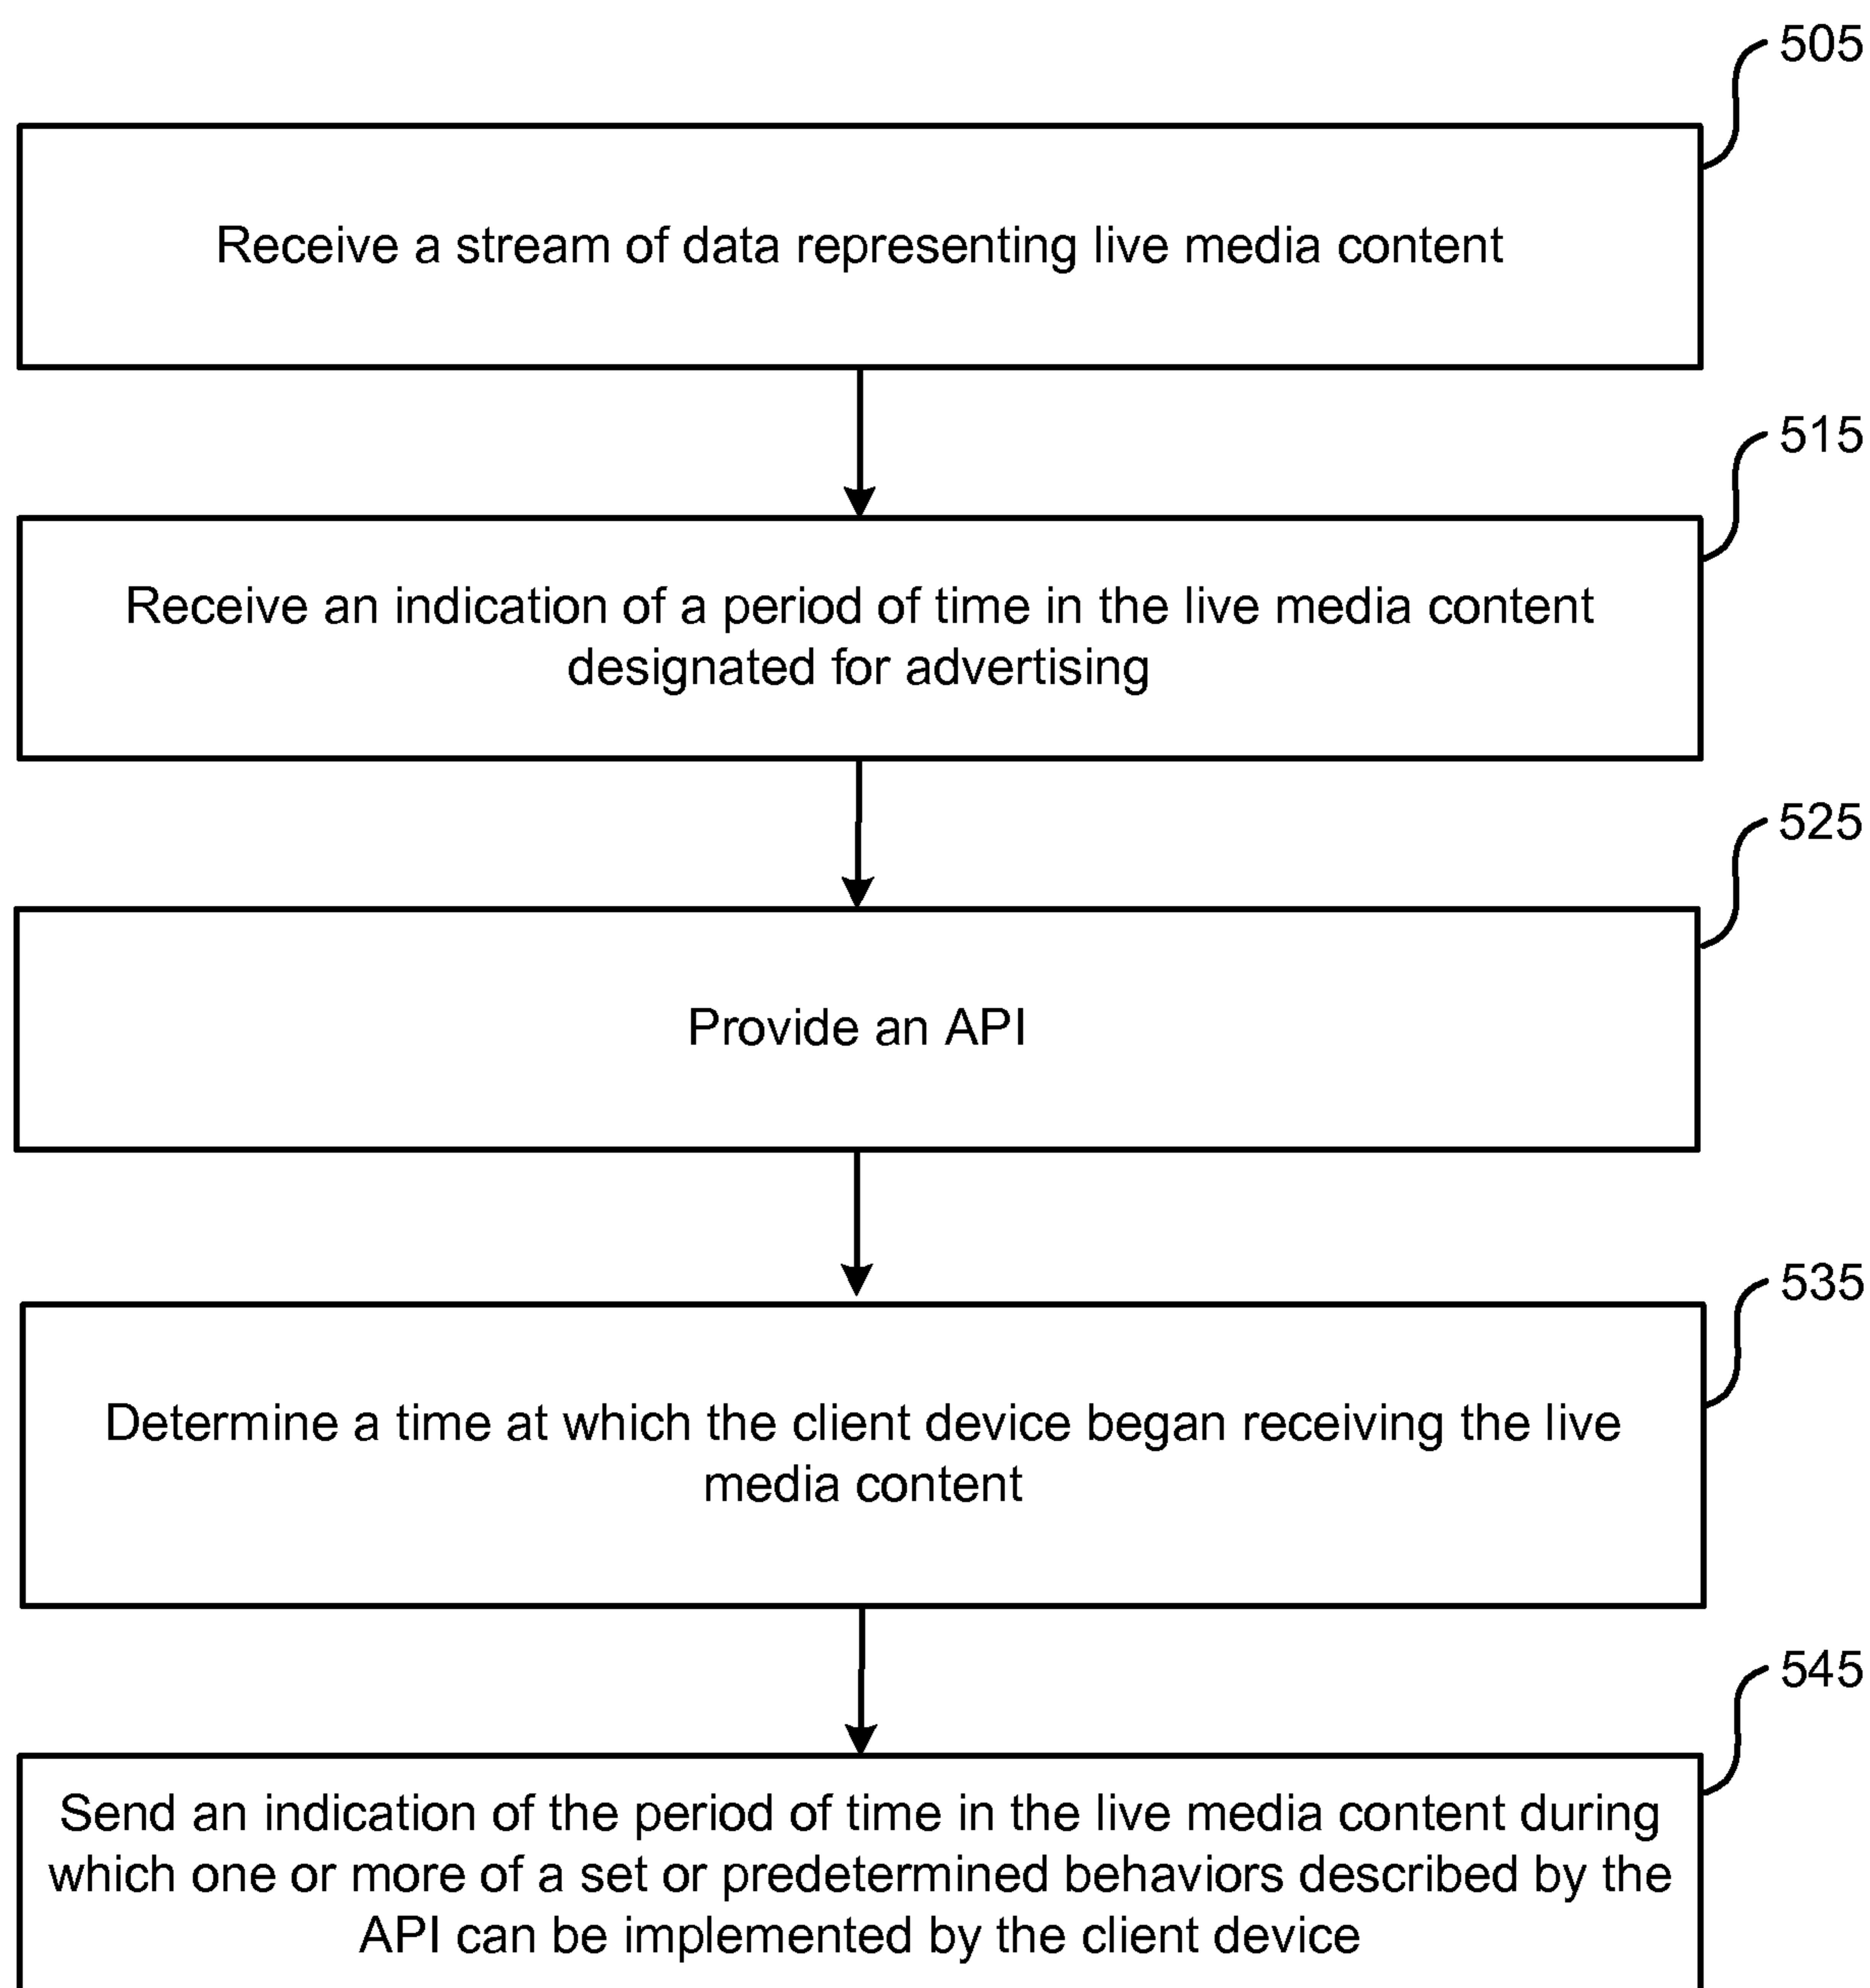 505
Receive a stream of data representing live media content
515
Receive an indication of a period of time in the live media content
designated for advertising
525
Provide an API
535
Determine a time at which the client device began receiving the live
media content
545
Send an indication of the period of time in the live media content during
which one or more of a set or predetermined behaviors described by the
API can be implemented by the client device